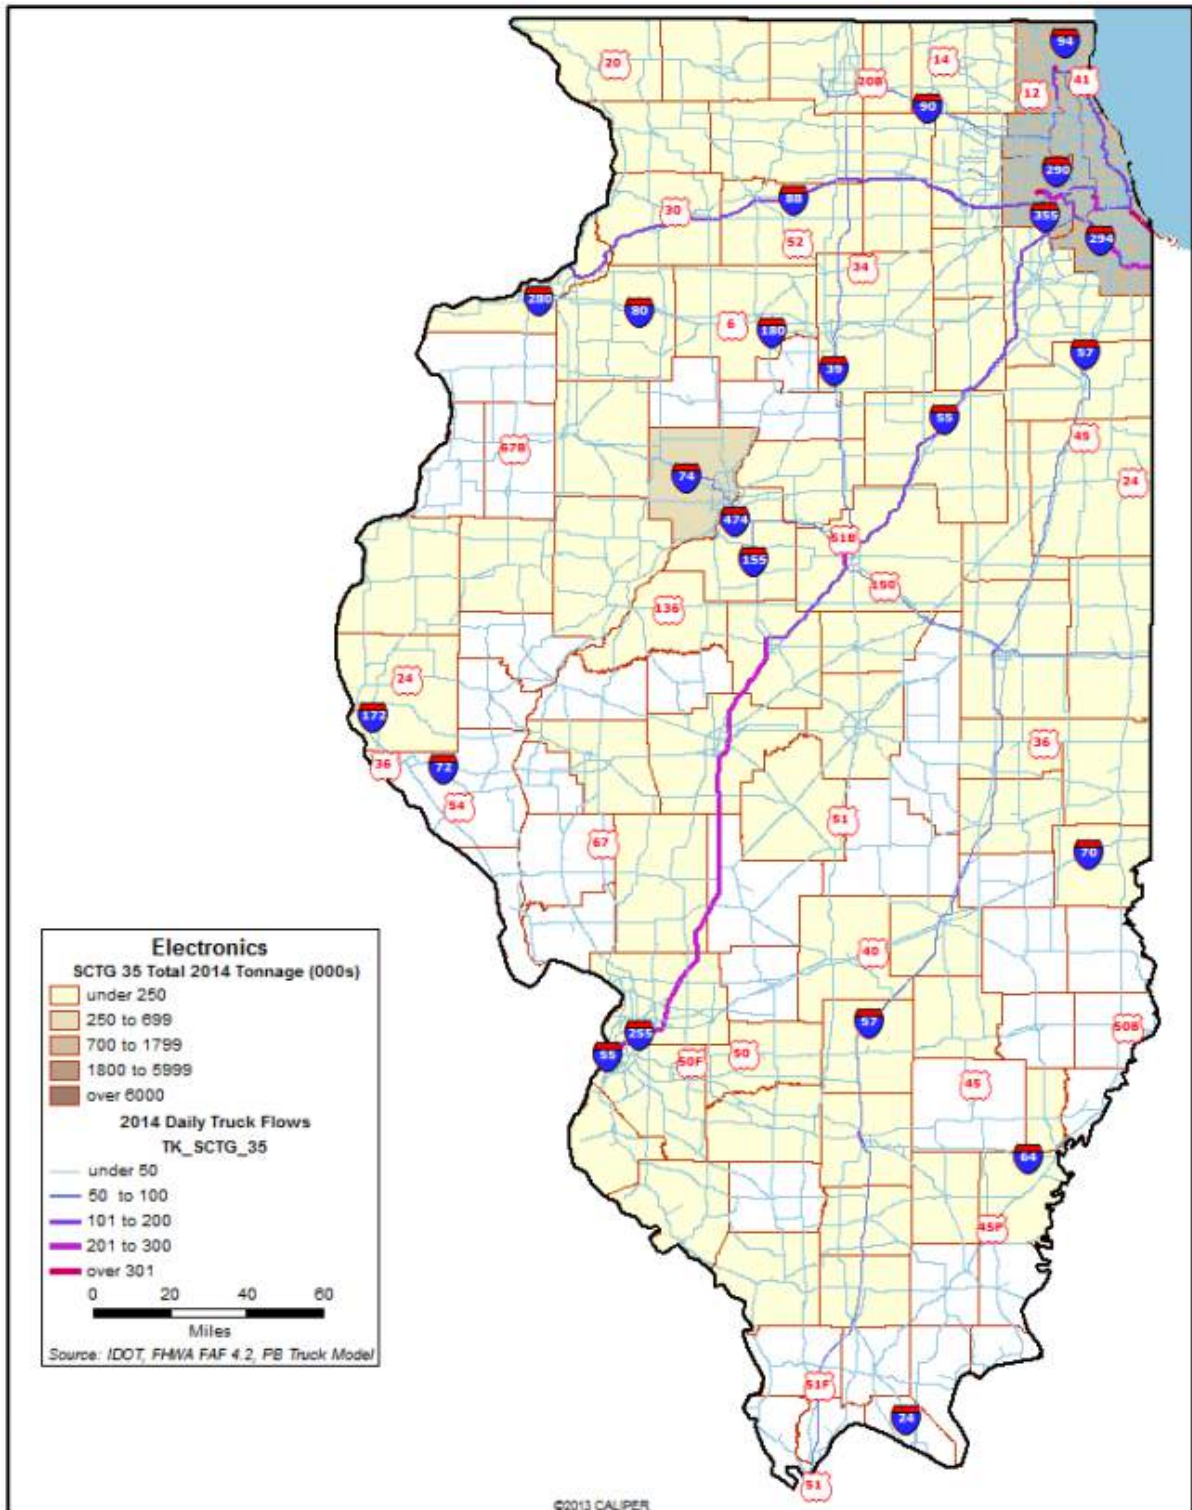 94
20
14
208
12
41
90
290
88
30
355
52
294
34
280
80
6
180
57
39
55
45
67B
74
24
474
51B
155
150
136
24
172
36
36
72
54
51
67
70
Electronics
SCTG 35 Total 2014 Tonnage (000s)
under 250
250 to 699
700 to 1799
1800 to 5999
over 6000
2014 Daily Truck Flows
TK_SCTG_35
under 50
50 to 100
101 to 200
201 to 300
over 301
0 20 40 60
Miles
Source: IDOT, FHWA FAF 4.2, PB Truck Model
40
57
50B
255
55
50F
50
45
64
45P
51F
24
51
©2013 CALIPER